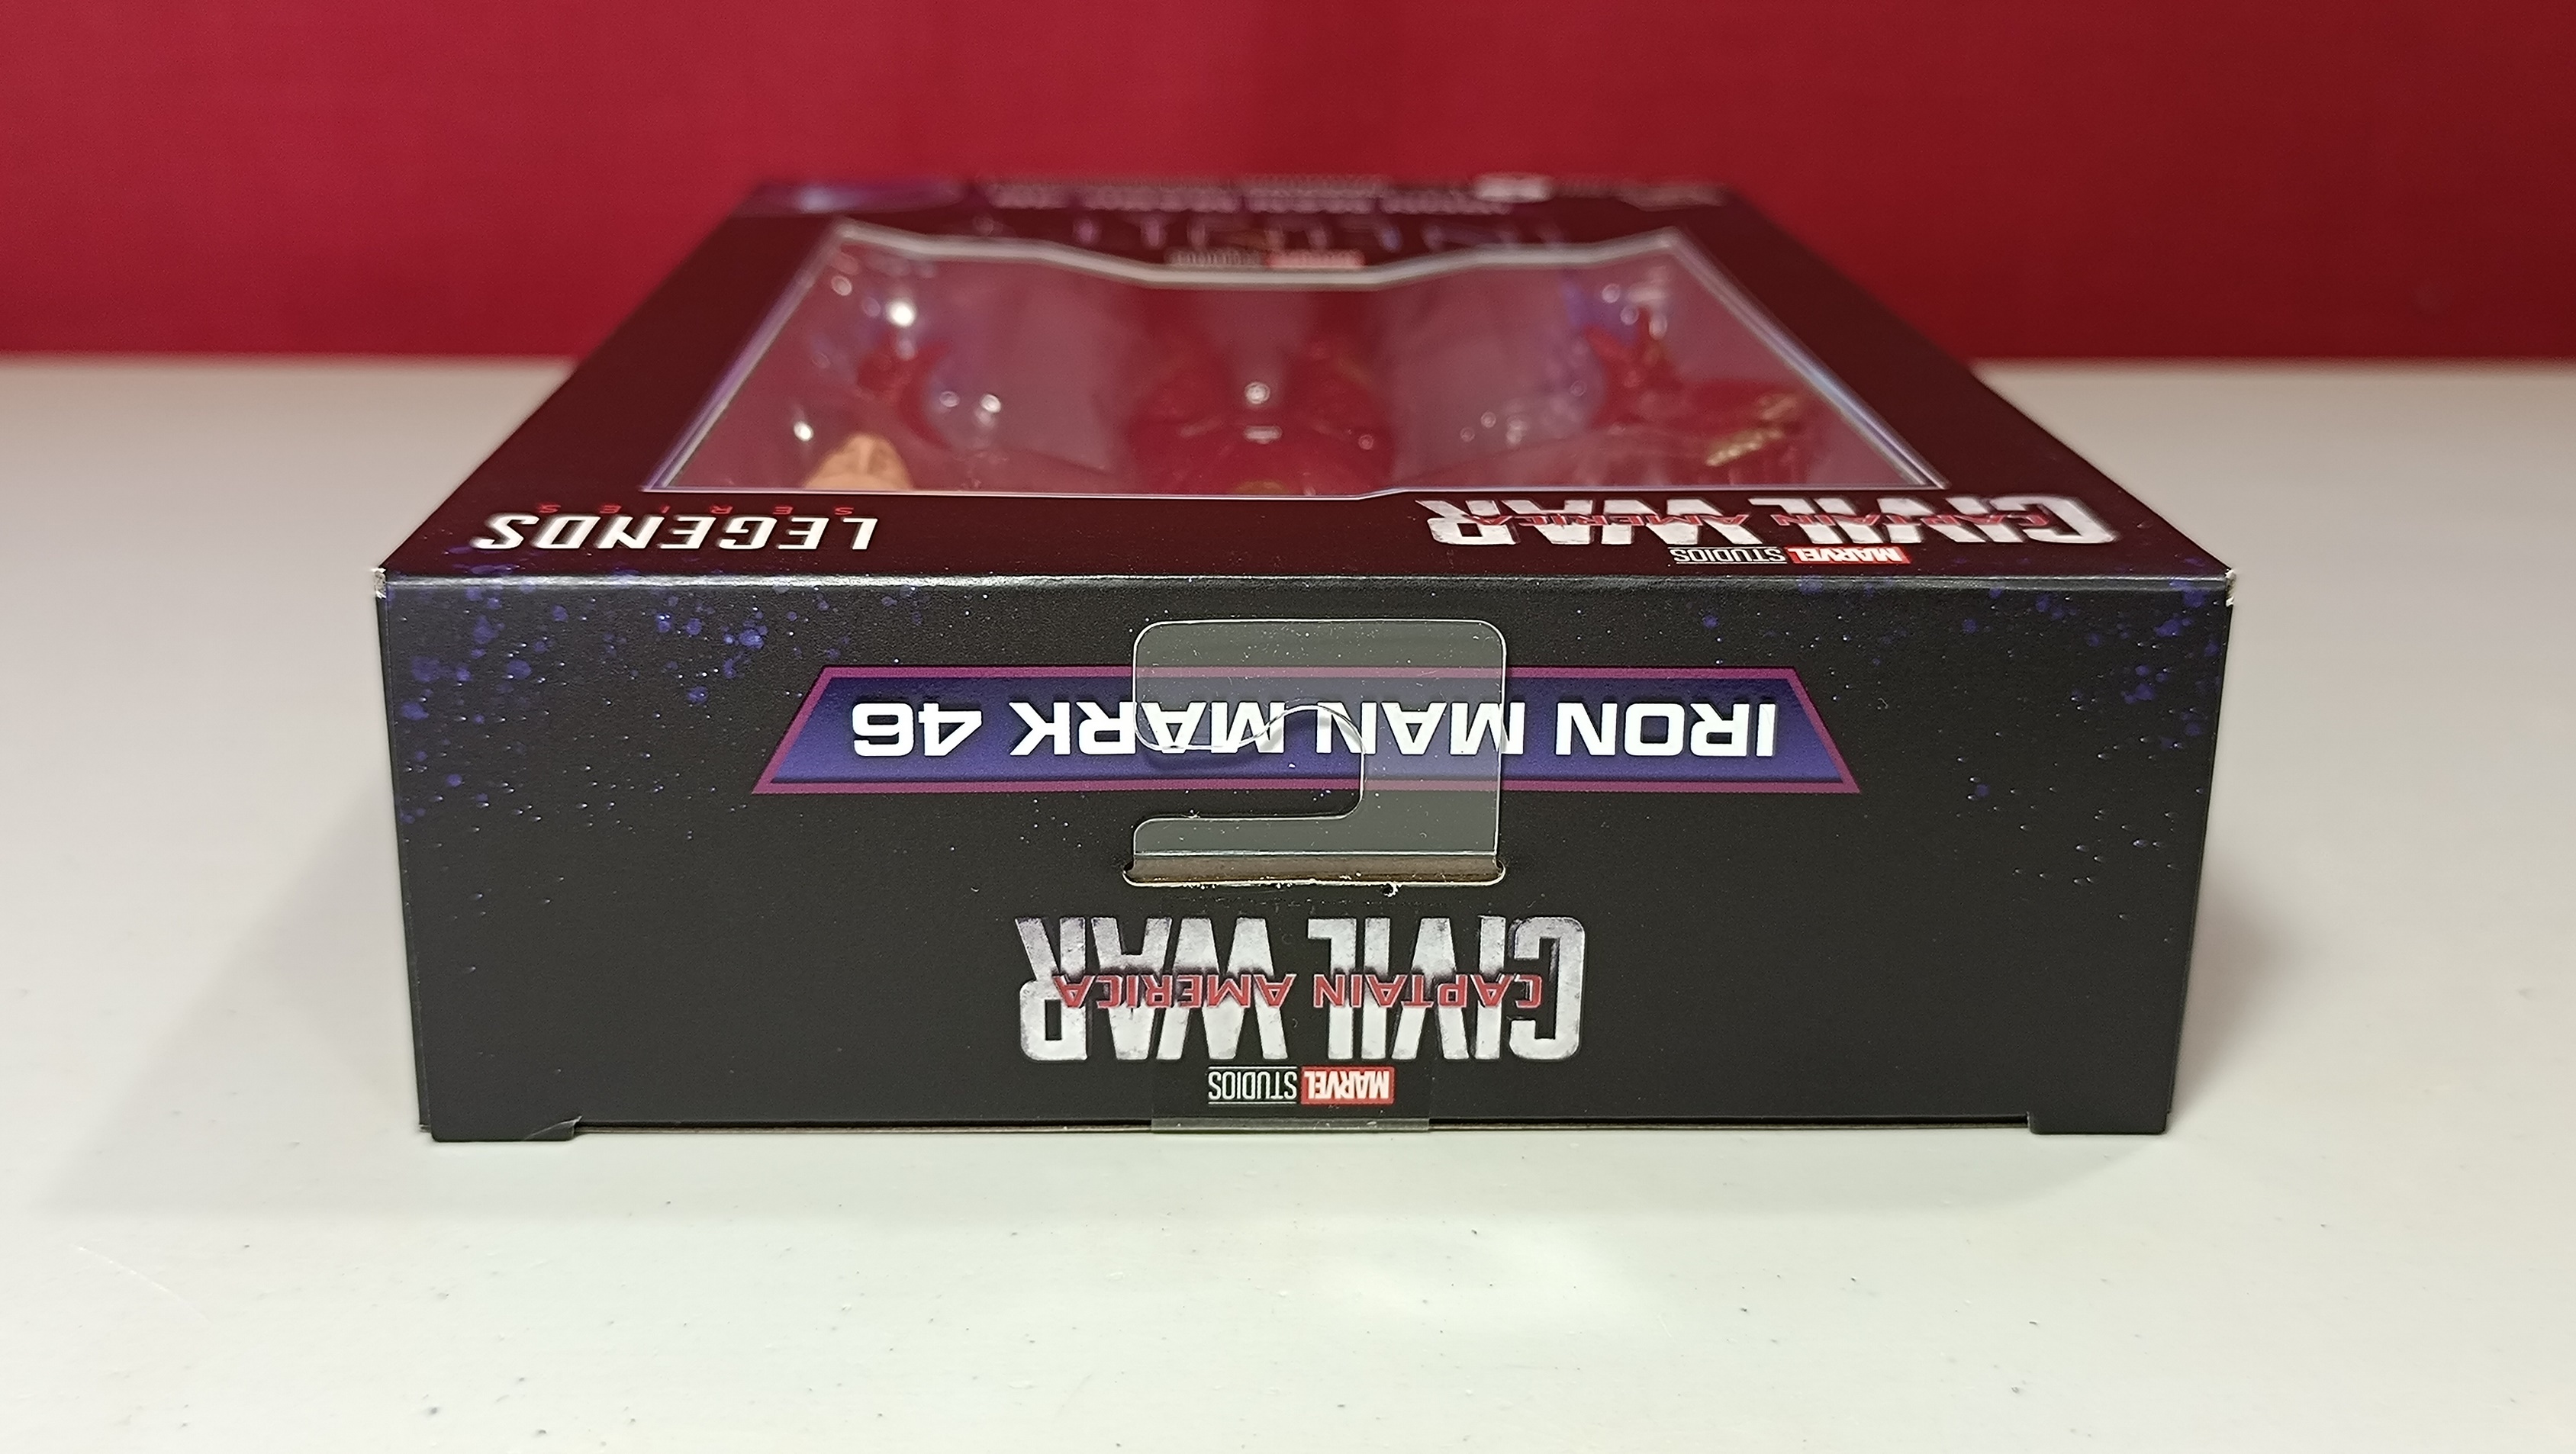 LEGENDS
SERIES
MARVEL STUDIOS
CAPTAIN AMERICA
CIVIL WAR
MARVEL STUDIOS
CAPTAIN AMERICA
CIVIL WAR
IRON MAN MARK 46